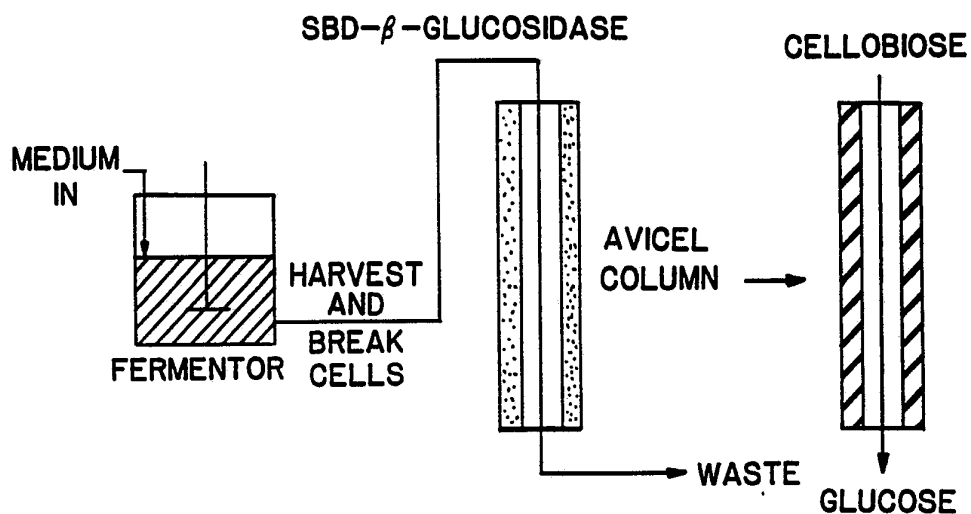 SBD-β-GLUCOSIDASE
CELLOBIOSE
MEDIUM
IN
HARVEST
AND
BREAK
CELLS
FERMENTOR
AVICEL
COLUMN
WASTE
GLUCOSE